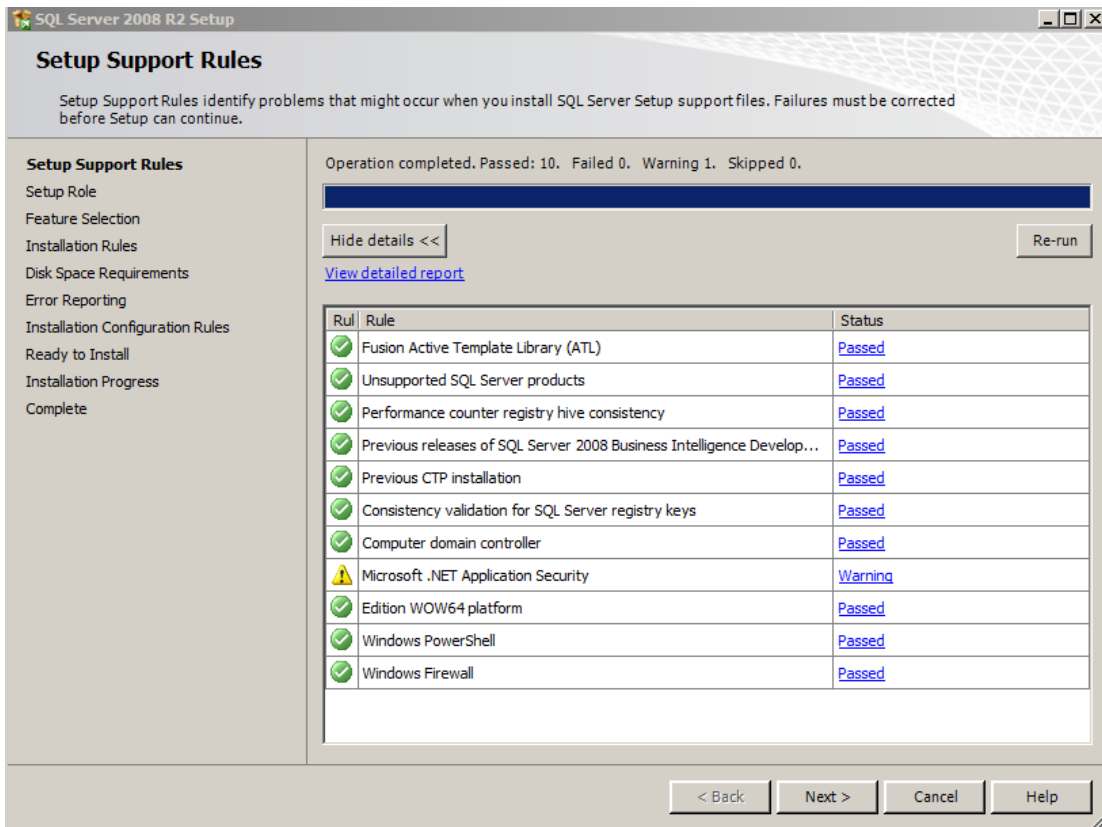 SQL Server 2008 R2 Setup
Setup Support Rules
Setup Support Rules identify problems that might occur when you install SQL Server Setup support files. Failures must be corrected
before Setup can continue.
Setup Support Rules
Setup Role
Feature Selection
Installation Rules
Disk Space Requirements
Error Reporting
Installation Configuration Rules
Ready to Install
Installation Progress
Complete
Operation completed. Passed: 10. Failed 0. Warning 1. Skipped 0.
Hide details <<
Re-run
View detailed report
Rul Rule Status
Fusion Active Template Library (ATL) Passed
Unsupported SQL Server products Passed
Performance counter registry hive consistency Passed
Previous releases of SQL Server 2008 Business Intelligence Develop... Passed
Previous CTP installation Passed
Consistency validation for SQL Server registry keys Passed
Computer domain controller Passed
Microsoft .NET Application Security Warning
Edition WOW64 platform Passed
Windows PowerShell Passed
Windows Firewall Passed
< Back Next > Cancel Help